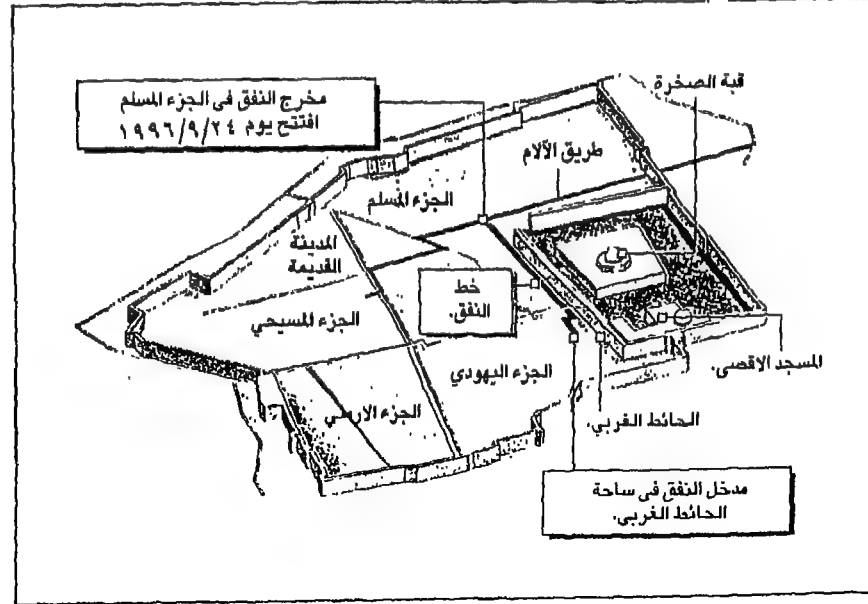 قبة الصخرة
مخرج النفق فى الجزء المسلم
افتتح يوم ١٩٩٦/٩/٢٤
طريق الآلام
الجزء المسلم
المدينة
القديمة
خط
النفق.
الجزء المسيحي
الجزء اليهودي
المسجد الاقصى.
الجزء الارمني
الحائط الغربي.
مدخل النفق فى ساحة
الحائط الغربي.